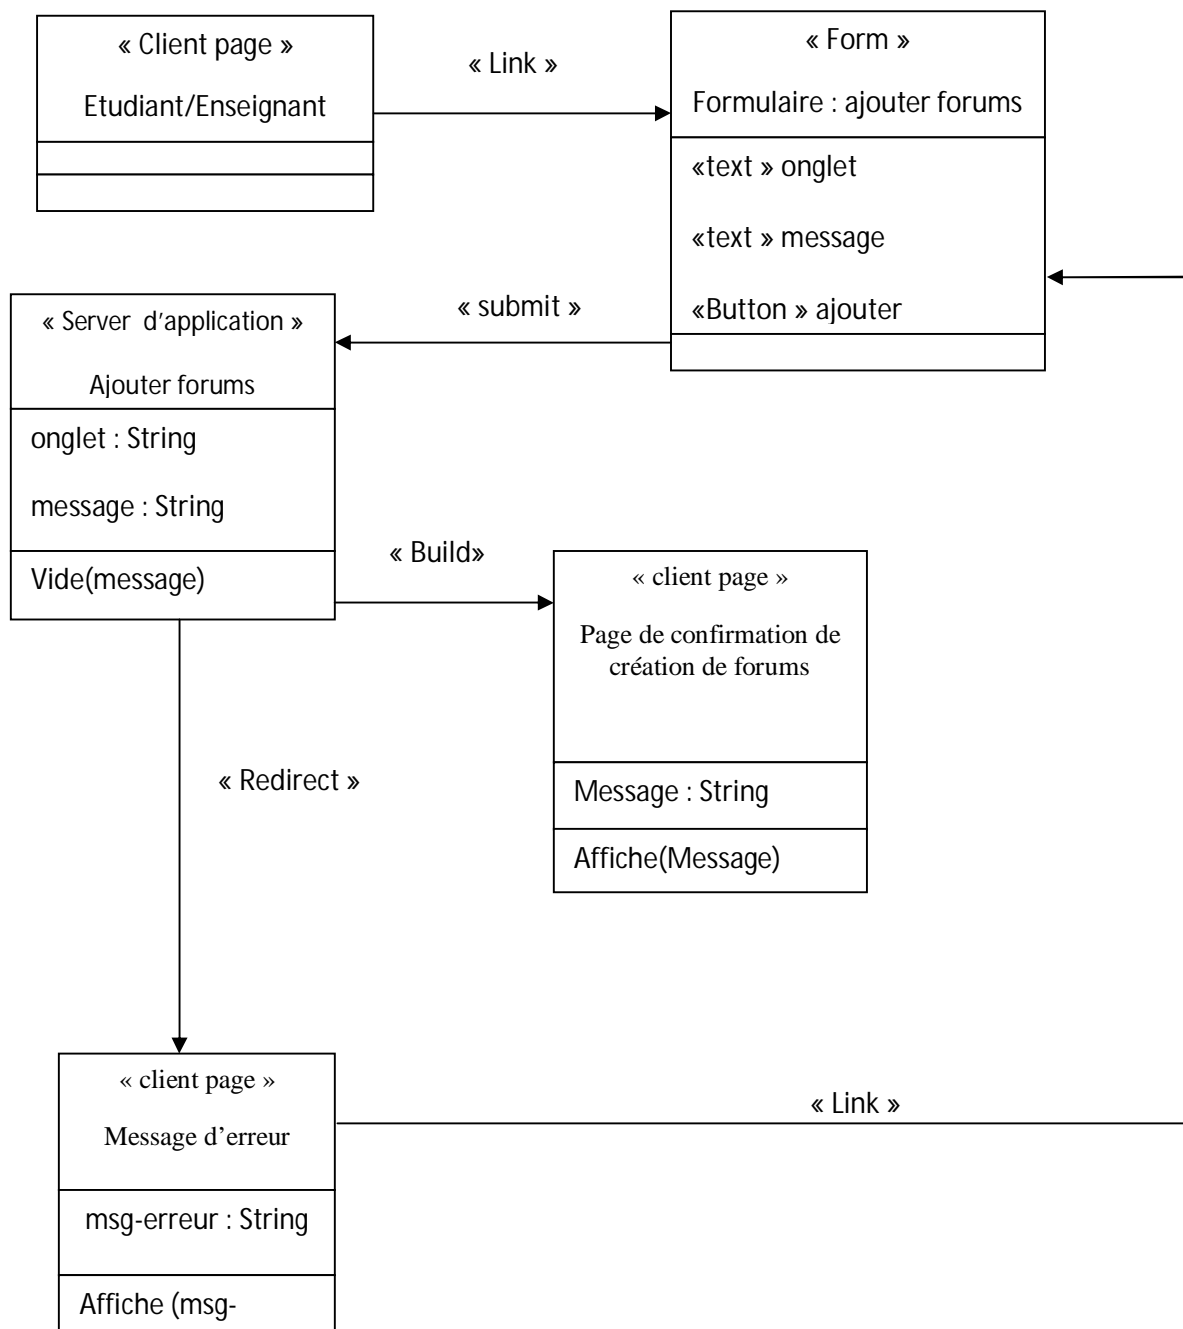 « Client page »
Etudiant/Enseignant
« Link »
« Form »
Formulaire : ajouter forums
«text » onglet
«text » message
«Button » ajouter
« submit »
« Server d’application »
Ajouter forums
onglet : String
message : String
Vide(message)
« Build»
« client page »
Page de confirmation de
création de forums
Message : String
Affiche(Message)
« Redirect »
« client page »
Message d’erreur
msg-erreur : String
Affiche (msg-
« Link »